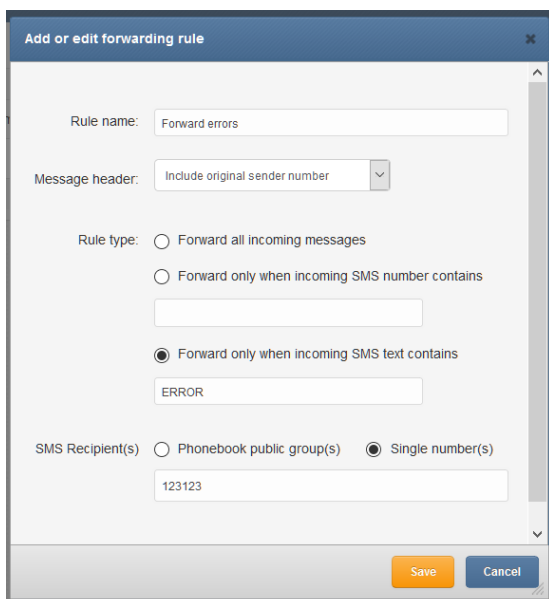 Add or edit forwarding rule
Rule name: Forward errors
Message header: Include original sender number
Rule type: Forward all incoming messages
Forward only when incoming SMS number contains
Forward only when incoming SMS text contains
ERROR
SMS Recipient(s) Phonebook public group(s) Single number(s)
123123
Save Cancel